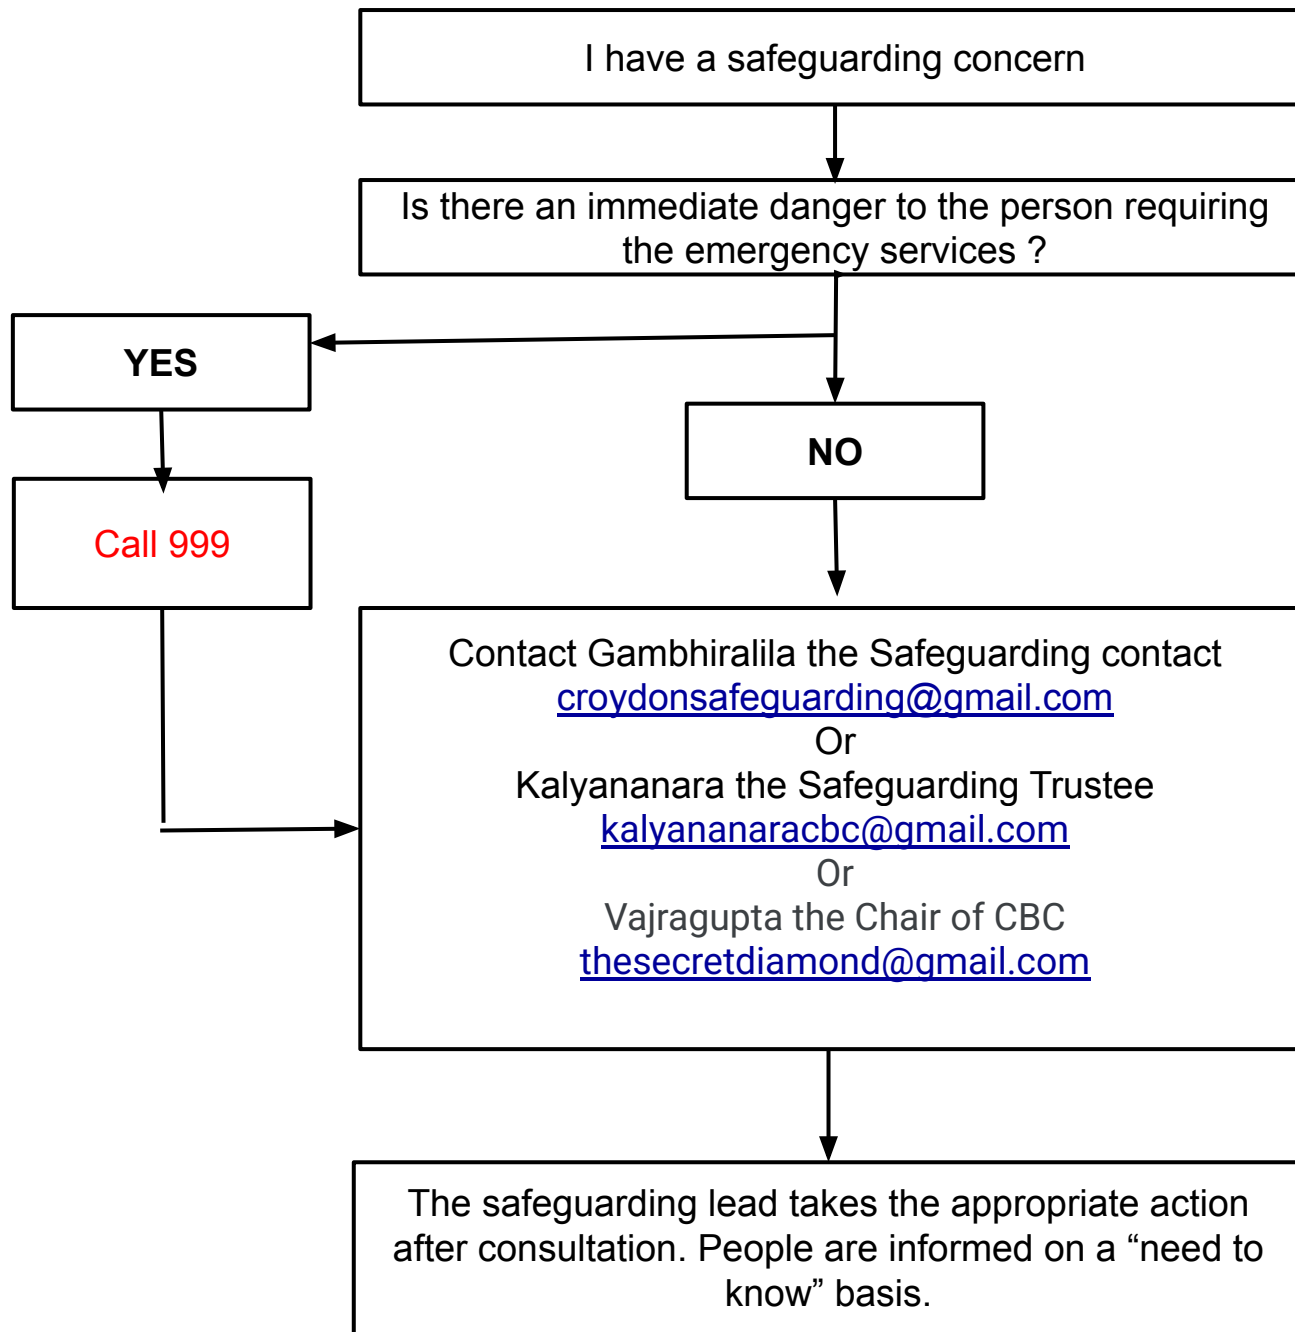 I have a safeguarding concern
Is there an immediate danger to the person requiring
the emergency services ?
YES
NO
Call 999
Contact Gambhiralila the Safeguarding contact
croydonsafeguarding@gmail.com
Or
Kalyananara the Safeguarding Trustee
kalyananaracbc@gmail.com
Or
Vajragupta the Chair of CBC
thesecretdiamond@gmail.com
The safeguarding lead takes the appropriate action
after consultation. People are informed on a “need to
know” basis.